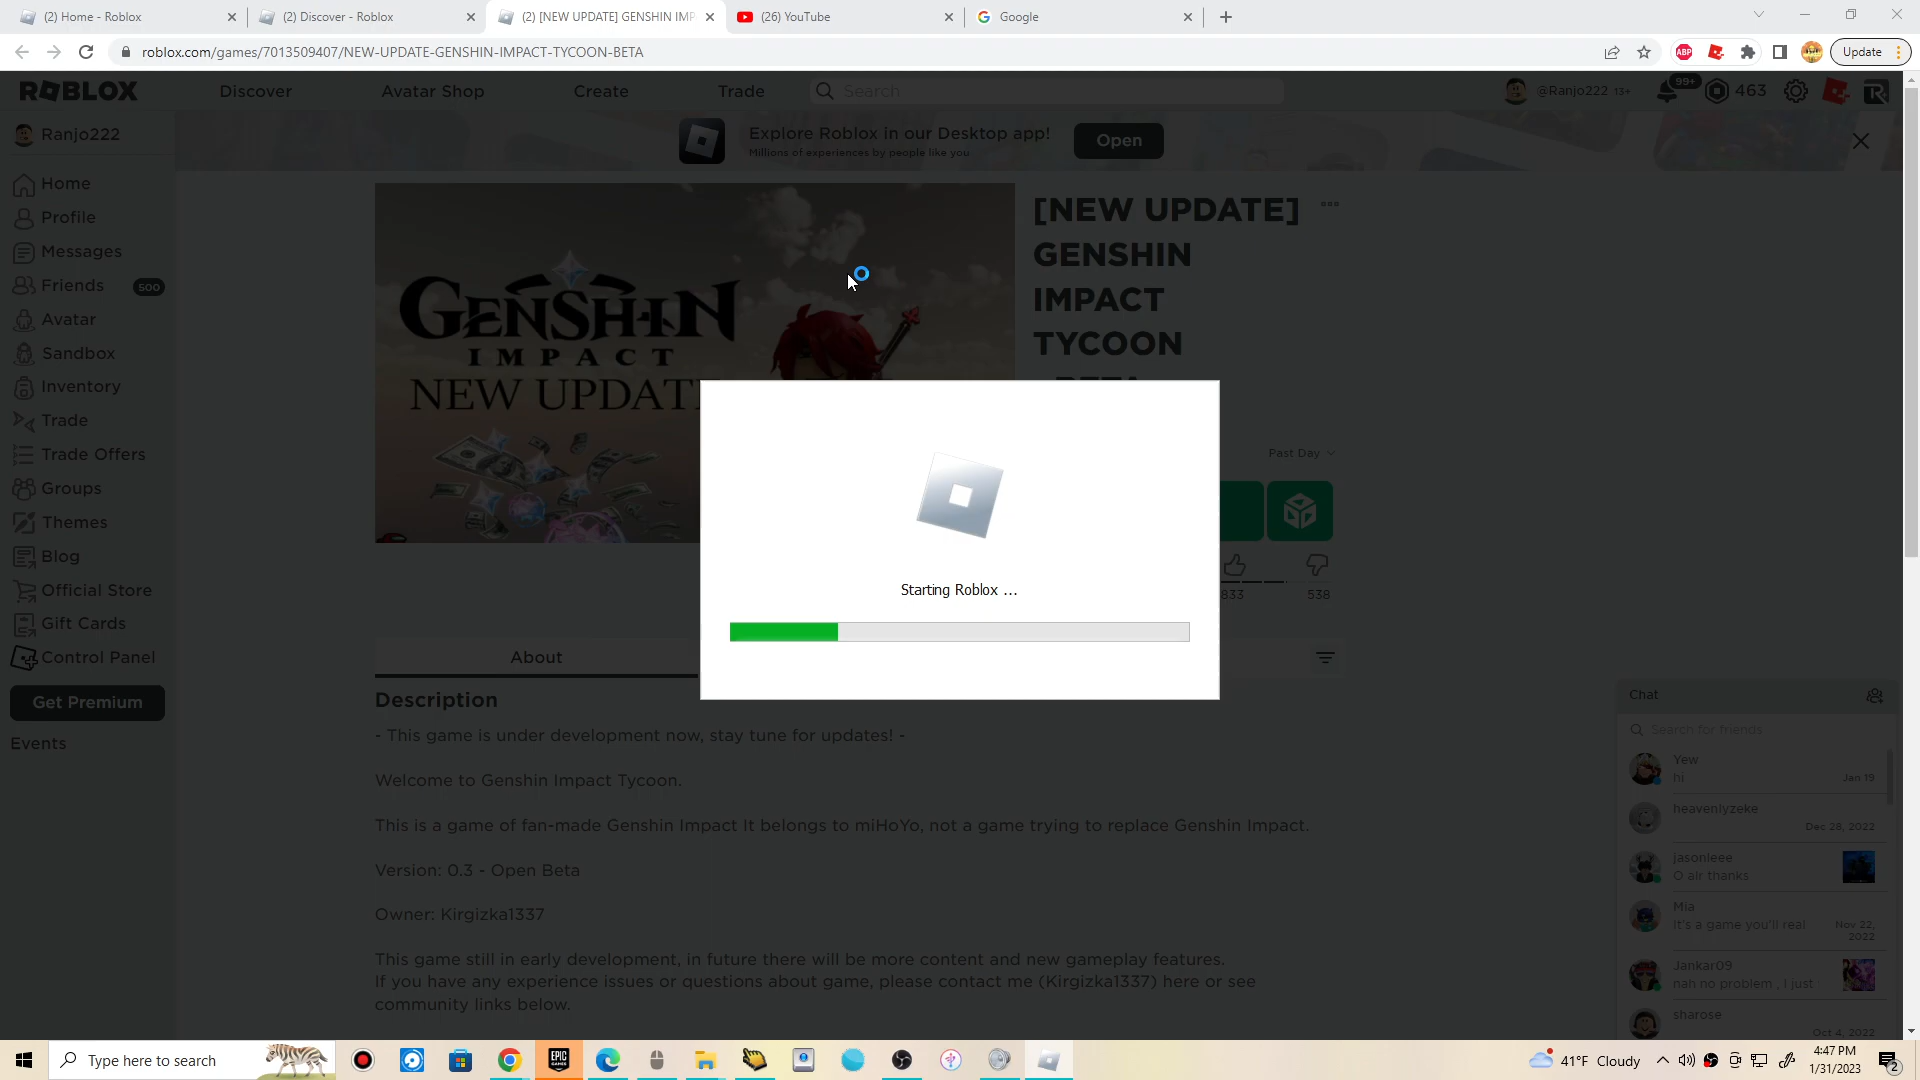 (2) Home - Roblox
(2) Discover - Roblox
(2) [NEW UPDATE] GENSHIN IMP
(26) YouTube
Google
roblox.com/games/7013509407/NEW-UPDATE-GENSHIN-IMPACT-TYCOON-BETA
ABP
Update
ROBLOX
Discover
Avatar Shop
Create
Trade
Search
@Ranjo222 13+
99+
463
Ranjo222
Explore Roblox in our Desktop app!
Millions of experiences by people like you
Open
Home
Profile
Messages
Friends 500
Avatar
Sandbox
Inventory
Trade
Trade Offers
Groups
Themes
Blog
Official Store
Gift Cards
Control Panel
Get Premium
Events
GENSHIN
IMPACT
NEW UPDAT
[NEW UPDATE]
GENSHIN
IMPACT
TYCOON
Past Day
833
538
Starting Roblox ...
About
Description
- This game is under development now, stay tune for updates! -
Welcome to Genshin Impact Tycoon.
This is a game of fan-made Genshin Impact It belongs to miHoYo, not a game trying to replace Genshin Impact.
Version: 0.3 - Open Beta
Owner: Kirgizka1337
This game still in early development, in future there will be more content and new gameplay features.
If you have any experience issues or questions about game, please contact me (Kirgizka1337) here or see
community links below.
Chat
Search for friends
Yew
hi
Jan 19
heavenlyzeke
Dec 28, 2022
jasonleee
O alr thanks
Mia
It's a game you'll real
Nov 22,
2022
Jankar09
nah no problem , I just
sharose
Oct 4, 2022
Type here to search
EPIC
GAMES
41°F Cloudy
4:47 PM
1/31/2023
2